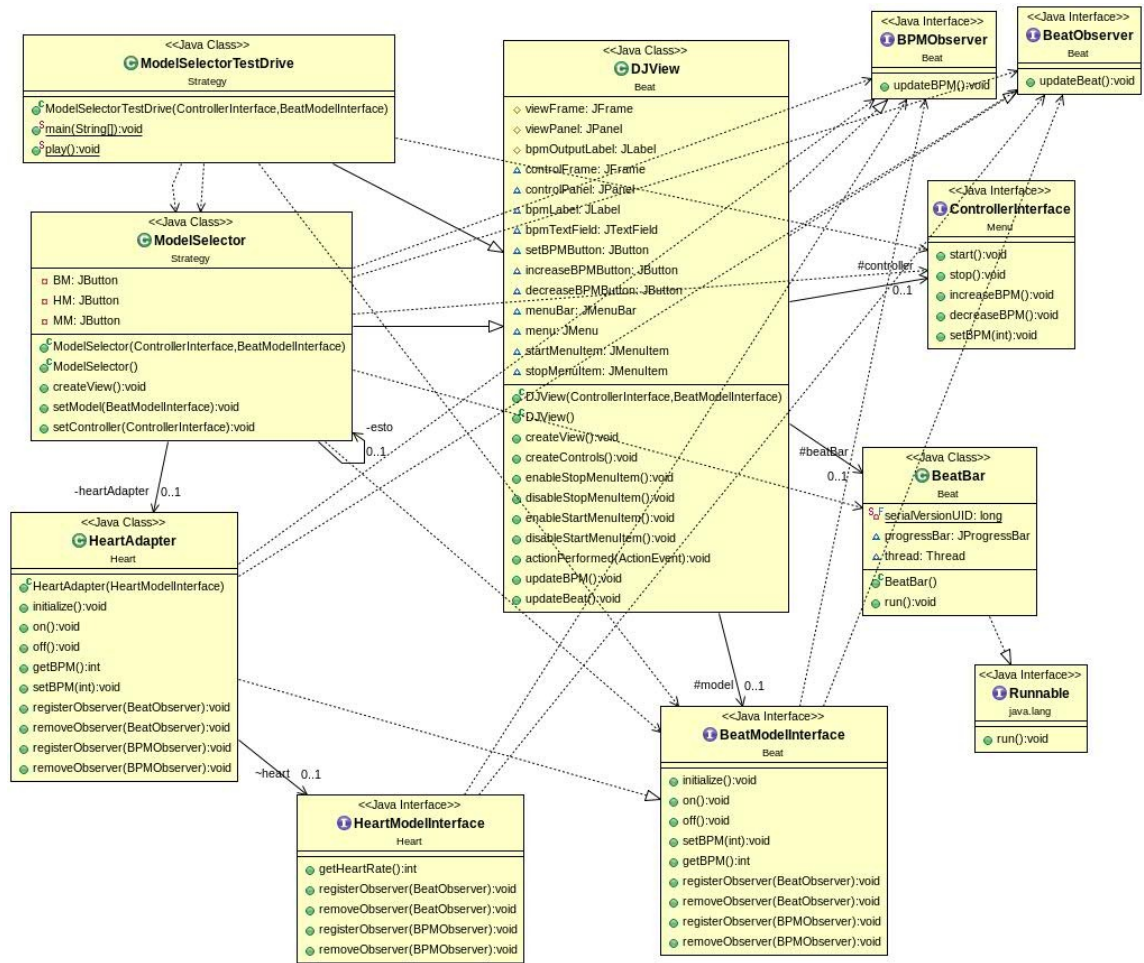 <<Java Class>>
ModelSelectorTestDrive
Strategy
ModelSelectorTestDrive(ControllerInterface,BeatModelInterface)
main(String[]):void
play():void
<<Java Class>>
DJView
Beat
viewFrame: JFrame
viewPanel: JPanel
bpmOutputLabel: JLabel
controlFrame: JFrame
controlPanel: JPanel
bpmLabel: JLabel
bpmTextField: JTextField
setBPMButton: JButton
increaseBPMButton: JButton
decreaseBPMButton: JButton
menuBar: JMenuBar
menu: JMenu
startMenuItem: JMenuItem
stopMenuItem: JMenuItem
DJView(ControllerInterface,BeatModelInterface)
DJView()
createView():void
createControls():void
enableStopMenuItem():void
disableStopMenuItem():void
enableStartMenuItem():void
disableStartMenuItem():void
actionPerformed(ActionEvent):void
updateBPM():void
updateBeat():void
<<Java Interface>>
BPMObserver
Beat
updateBPM():void
<<Java Interface>>
BeatObserver
Beat
updateBeat():void
<<Java Interface>>
ControllerInterface
Menu
start():void
stop():void
increaseBPM():void
decreaseBPM():void
setBPM(int):void
#controller
0..1
<<Java Class>>
ModelSelector
Strategy
BM: JButton
HM: JButton
MM: JButton
ModelSelector(ControllerInterface,BeatModelInterface)
ModelSelector()
createView():void
setModel(BeatModelInterface):void
setController(ControllerInterface):void
-esto
0..1
-heartAdapter
0..1
#beatBar
0..1
<<Java Class>>
BeatBar
Beat
serialVersionUID: long
progressBar: JProgressBar
thread: Thread
BeatBar()
run():void
<<Java Class>>
HeartAdapter
Heart
HeartAdapter(HeartModelInterface)
initialize():void
on():void
off():void
getBPM():int
setBPM(int):void
registerObserver(BeatObserver):void
removeObserver(BeatObserver):void
registerObserver(BPMObserver):void
removeObserver(BPMObserver):void
~heart
0..1
#model
0..1
<<Java Interface>>
Runnable
java.lang
run():void
<<Java Interface>>
HeartModelInterface
Heart
getHeartRate():int
registerObserver(BeatObserver):void
removeObserver(BeatObserver):void
registerObserver(BPMObserver):void
removeObserver(BPMObserver):void
<<Java Interface>>
BeatModelInterface
Beat
initialize():void
on():void
off():void
setBPM(int):void
getBPM():int
registerObserver(BeatObserver):void
removeObserver(BeatObserver):void
registerObserver(BPMObserver):void
removeObserver(BPMObserver):void